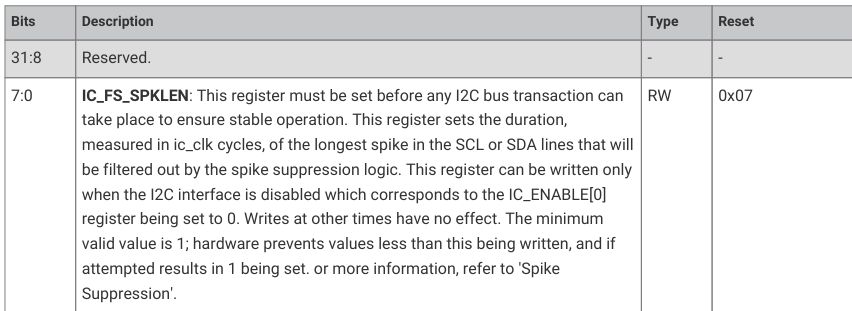 Bits Description Type Reset
31:8 Reserved. - -
7:0 IC_FS_SPKLEN: This register must be set before any I2C bus transaction can RW 0x07
take place to ensure stable operation. This register sets the duration,
measured in ic_clk cycles, of the longest spike in the SCL or SDA lines that will
be filtered out by the spike suppression logic. This register can be written only
when the I2C interface is disabled which corresponds to the IC_ENABLE[0]
register being set to 0. Writes at other times have no effect. The minimum
valid value is 1; hardware prevents values less than this being written, and if
attempted results in 1 being set. or more information, refer to 'Spike
Suppression'.